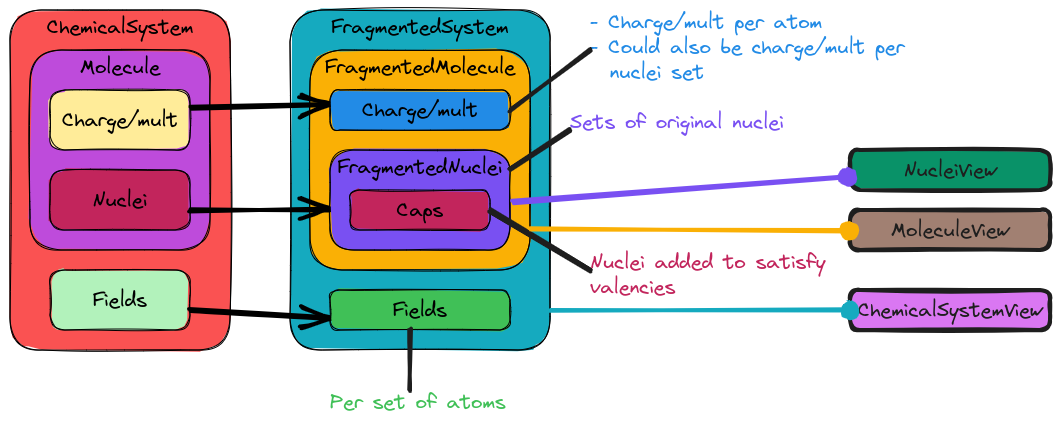 ChemicalSystem
Molecule
Charge/mult
Nuclei
Fields
FragmentedSystem
FragmentedMolecule
Charge/mult
FragmentedNuclei
Caps
Fields
Per set of atoms
- Charge/mult per atom
- Could also be charge/mult per
nuclei set
Sets of original nuclei
Nuclei added to satisfy
valencies
NucleiView
MoleculeView
ChemicalSystemView